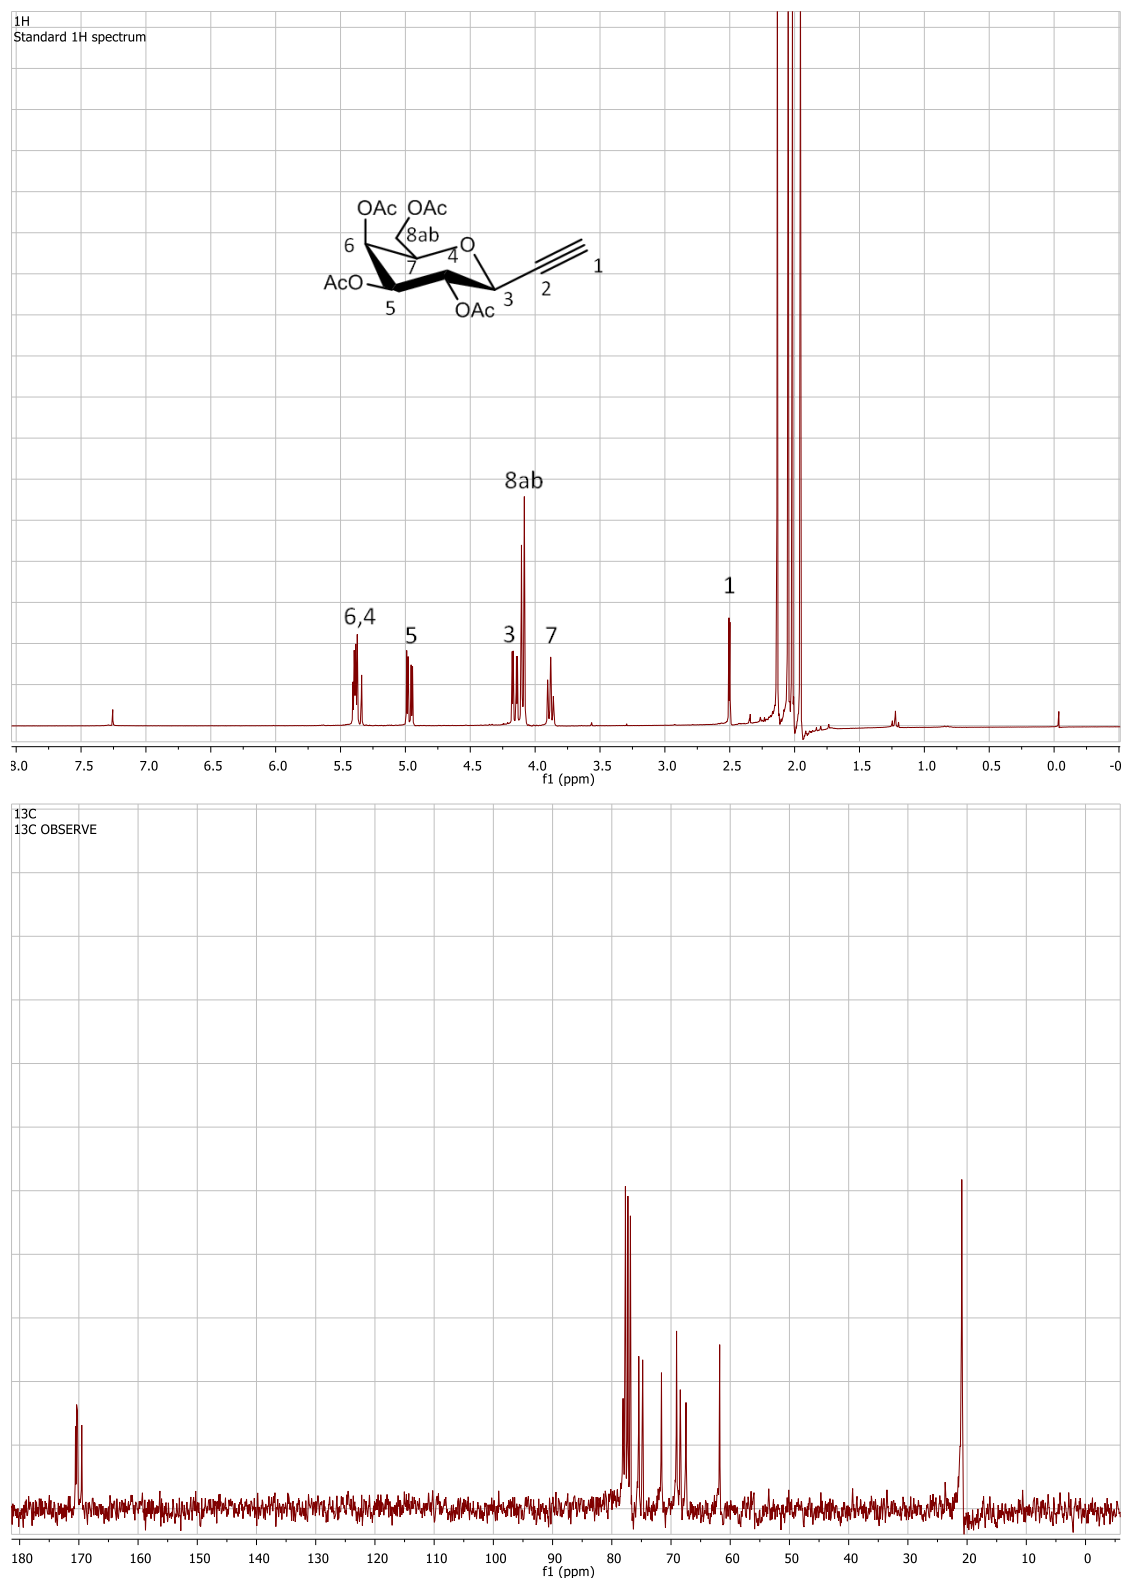 1H
Standard 1H spectrum
OAc OAc
6 8ab O
7 4
AcO 1
5 OAc 3 2
8ab
1
6,4
5 3 7
8.0 7.5 7.0 6.5 6.0 5.5 5.0 4.5 4.0 3.5 3.0 2.5 2.0 1.5 1.0 0.5 0.0 -0
f1 (ppm)
13C
13C OBSERVE
180 170 160 150 140 130 120 110 100 90 80 70 60 50 40 30 20 10 0
f1 (ppm)